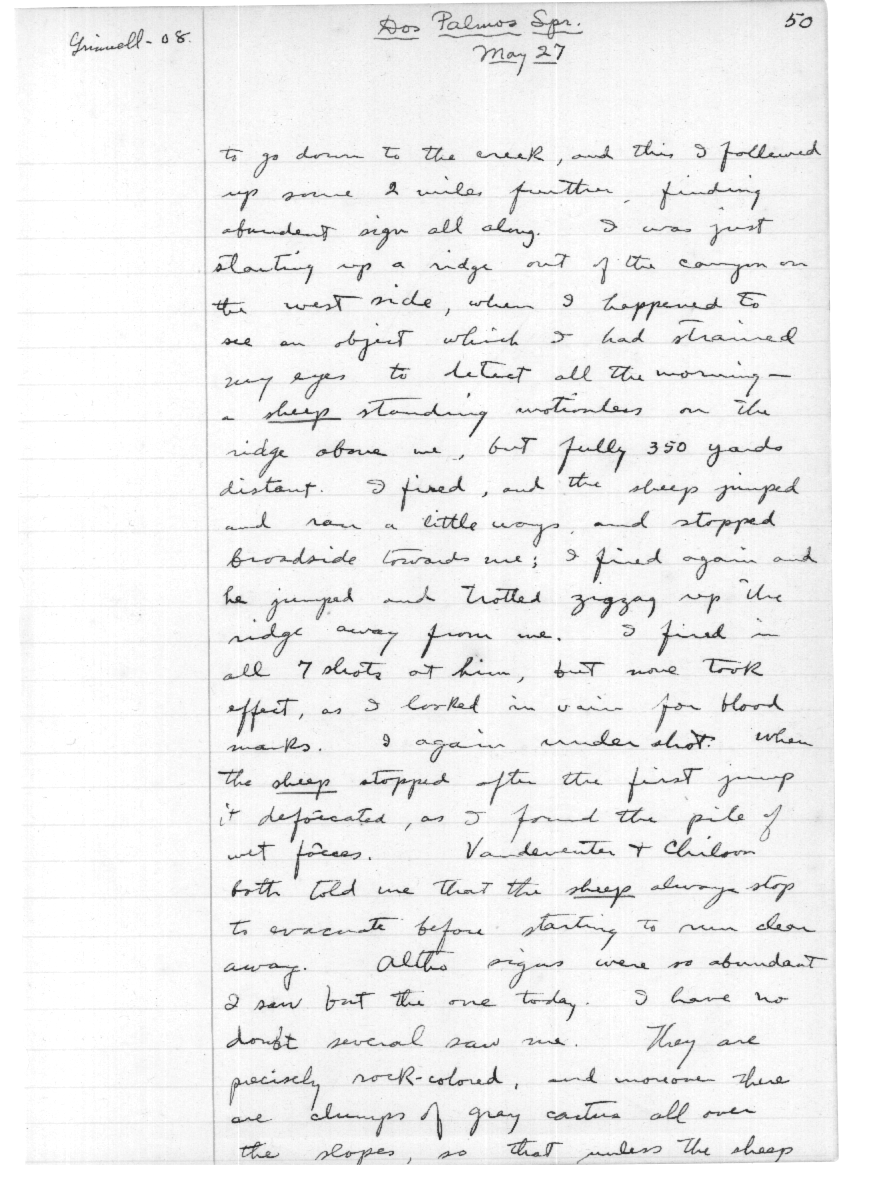 Grinnell - 08.
Dos Palmos Spr.
50
May 27
to go down to the creek, and this I followed
up some 2 miles further, finding
abundent sign all along. I was just
starting up a ridge out of the canyon on
the west side, when I happened to
see an object which I had strained
my eyes to detect all the morning—
a sheep standing motionless on the
ridge above me, but fully 350 yards
distant. I fired, and the sheep jumped
and ran a little ways, and stopped
broadside towards me; I fired again and
he jumped and trotted zigzag up the
ridge away from me. I fired in
all 7 shots at him, but none took
effect, as I looked in vain for blood
marks. I again under shot. When
the sheep stopped after the first jump
it defoecated, as I found the pile of
wet foeces. Vandeventer + Chilson
both told me that the sheep always stop
to evacuate before starting to run clear
away. Altho signs were so abundant
I saw but the one today. I have no
doubt several saw me. They are
precisely rock-colored, and moreover there
are clumps of gray cactus all over
the slopes, so that unless the sheep